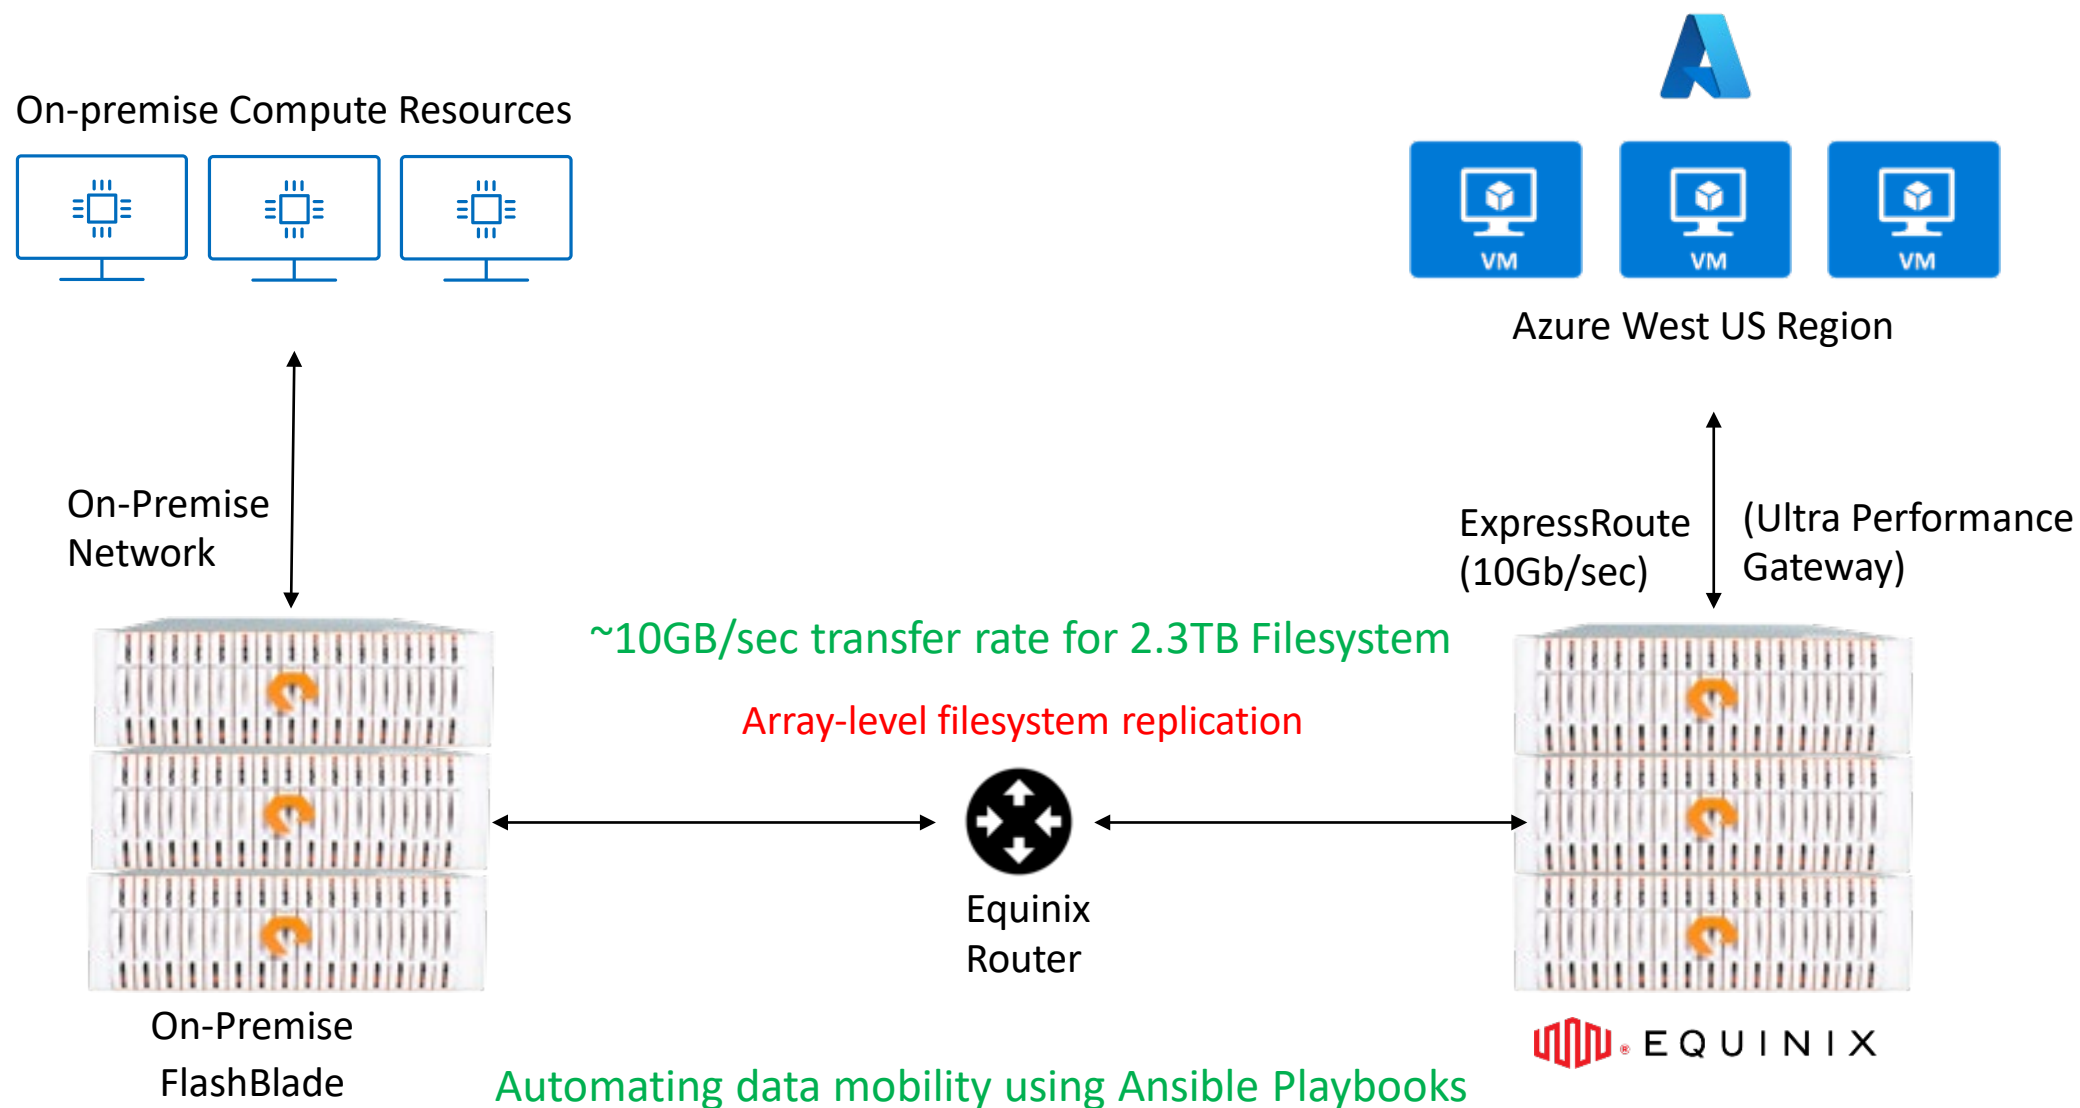 On-premise Compute Resources
VM
VM
VM
Azure West US Region
On-Premise
Network
ExpressRoute
(10Gb/sec)
(Ultra Performance
Gateway)
~10GB/sec transfer rate for 2.3TB Filesystem
Array-level filesystem replication
Equinix
Router
On-Premise
FlashBlade
® EQUINIX
Automating data mobility using Ansible Playbooks